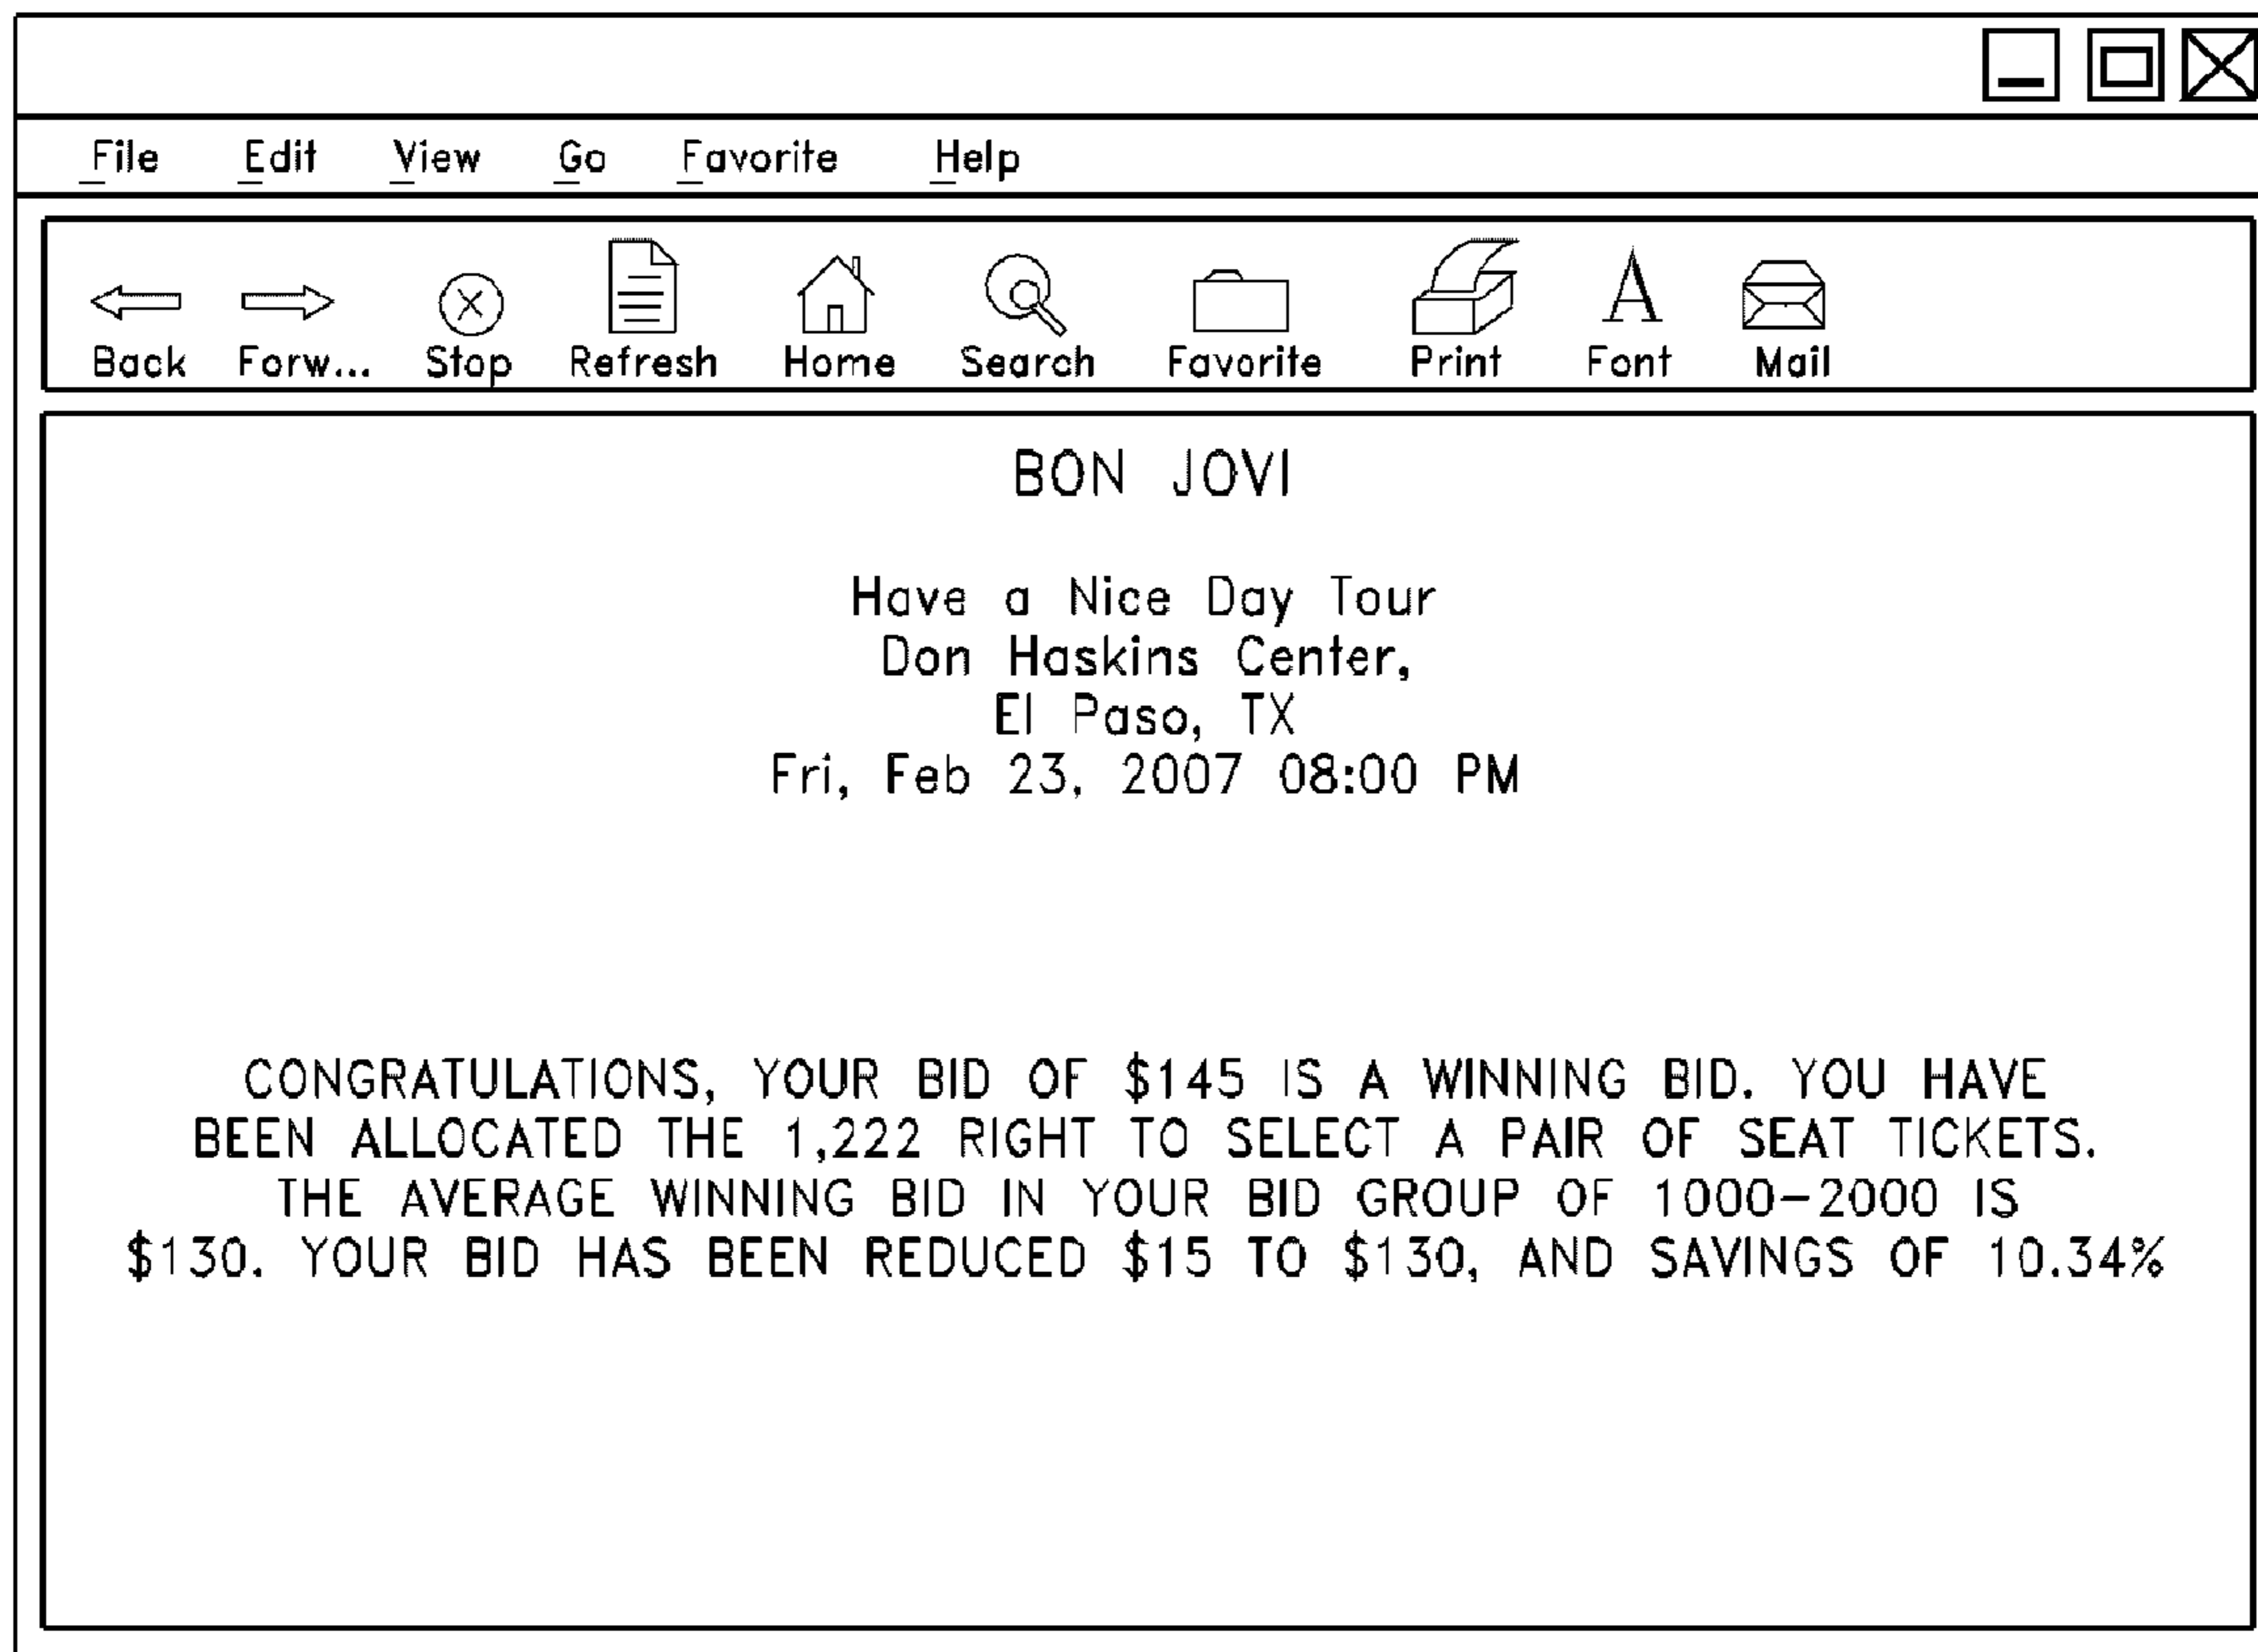 File Edit View Go Favorite Help
Back Forw... Stop Refresh Home Search Favorite Print Font Mail
BON JOVI
Have a Nice Day Tour
Don Haskins Center,
El Paso, TX
Fri, Feb 23, 2007 08:00 PM
CONGRATULATIONS, YOUR BID OF $145 IS A WINNING BID. YOU HAVE
BEEN ALLOCATED THE 1,222 RIGHT TO SELECT A PAIR OF SEAT TICKETS.
THE AVERAGE WINNING BID IN YOUR BID GROUP OF 1000-2000 IS
$130. YOUR BID HAS BEEN REDUCED $15 TO $130, AND SAVINGS OF 10.34%